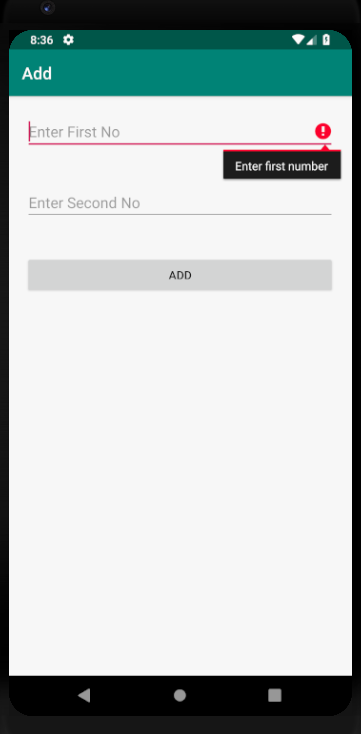 8:36
Add
Enter First No
Enter first number
Enter Second No
ADD